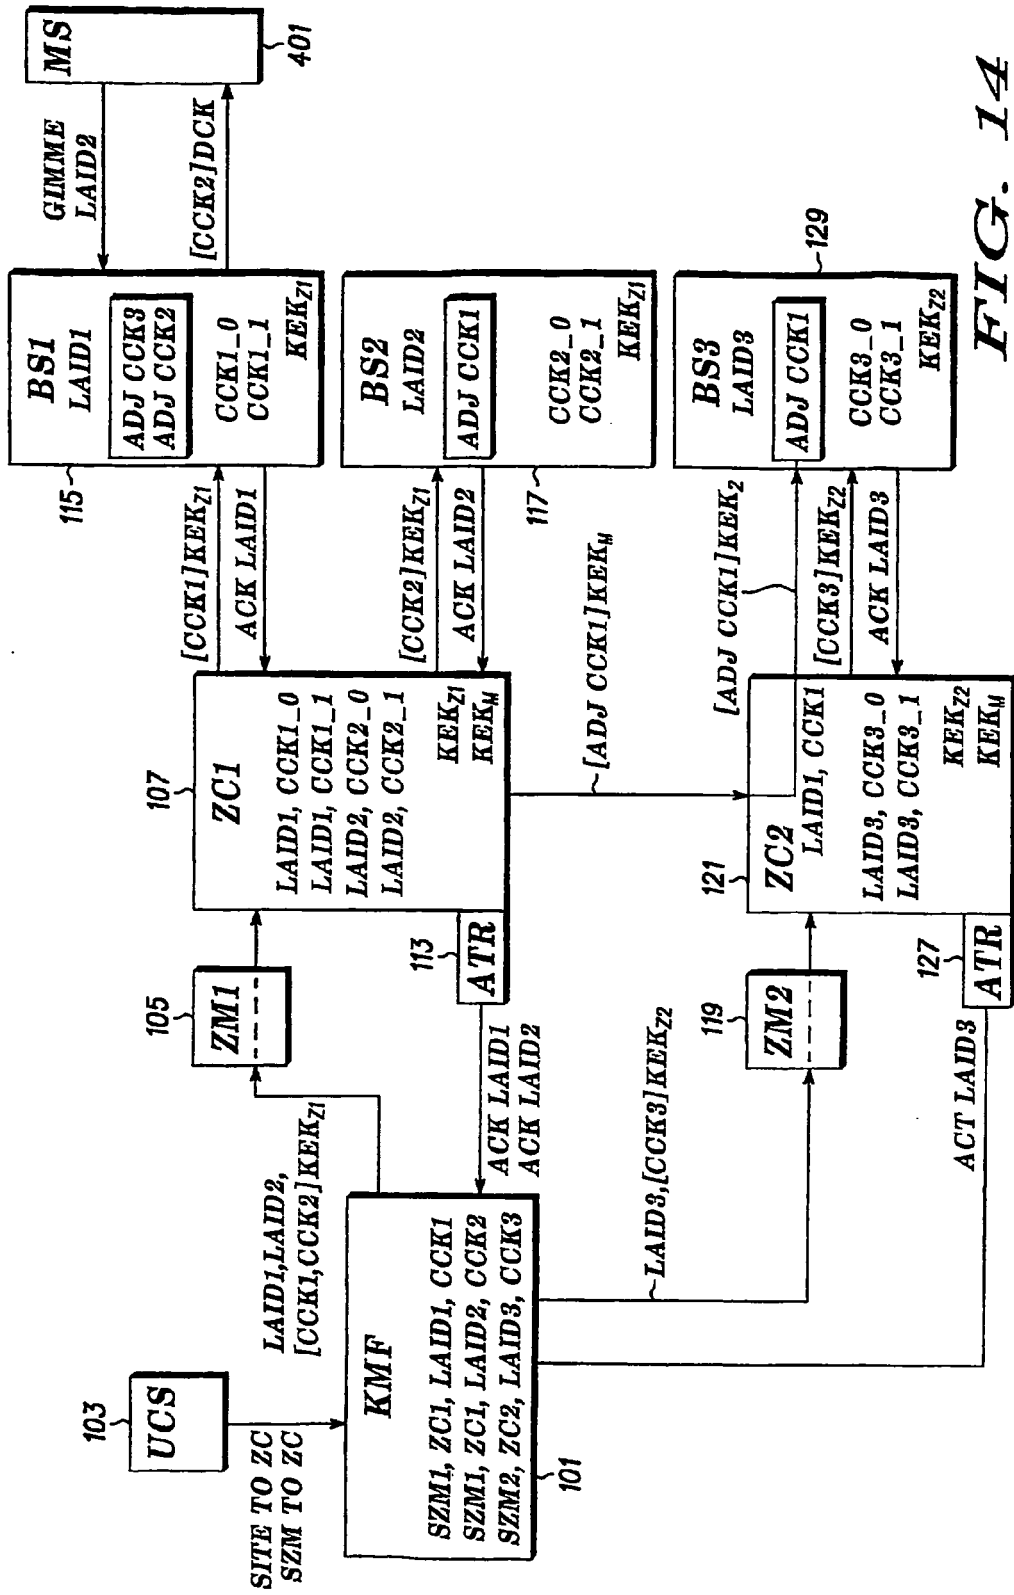 103
UCS
SITE TO ZC
SZM TO ZC
KMF
SZM1, ZC1, LAID1, CCK1
SZM1, ZC1, LAID2, CCK2
SZM2, ZC2, LAID3, CCK3
101
LAID1,LAID2,
[CCK1,CCK2]KEKZ1
105
ZM1
ACK LAID1
ACK LAID2
LAID3,[CCK3]KEKZ2
119
ZM2
ACT LAID3
107
ZC1
LAID1, CCK1_0
LAID1, CCK1_1
LAID2, CCK2_0
LAID2, CCK2_1
KEKZ1
KEKM
113
ATR
[ADJ CCK1]KEKM
121
ZC2
LAID1, CCK1
LAID3, CCK3_0
LAID3, CCK3_1
KEKZ2
KEKM
127
ATR
[CCK1]KEKZ1
ACK LAID1
[CCK2]KEKZ1
ACK LAID2
[ADJ CCK1]KEK2
[CCK3]KEKZ2
ACK LAID3
115
BS1
LAID1
ADJ CCK3
ADJ CCK2
CCK1_0
CCK1_1
KEKZ1
BS2
LAID2
ADJ CCK1
CCK2_0
CCK2_1
KEKZ1
117
BS3
LAID3
ADJ CCK1
CCK3_0
CCK3_1
KEKZ2
129
GIMME
LAID2
[CCK2]DCK
MS
401
FIG. 14